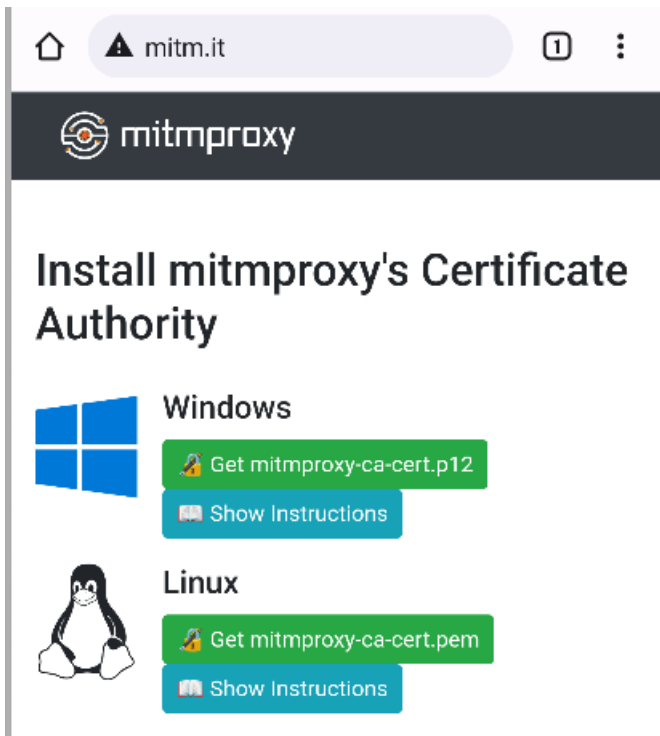 mitm.it
1
mitmproxy
Install mitmproxy's Certificate
Authority
Windows
Get mitmproxy-ca-cert.p12
Show Instructions
Linux
Get mitmproxy-ca-cert.pem
Show Instructions